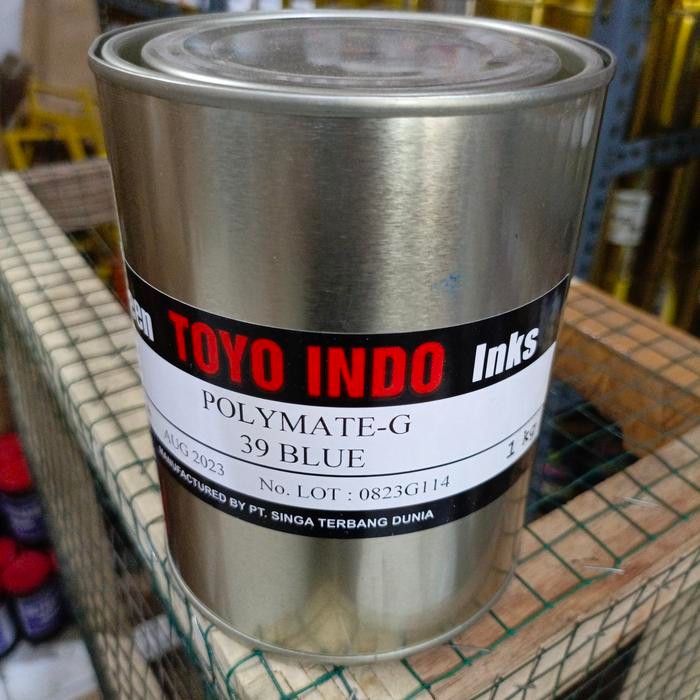 TOYO INDO Inks
POLYMATE-G
39 BLUE
1 kg
AUG 2023
No. LOT : 0823G114
MANUFACTURED BY PT. SINGA TERBANG DUNIA